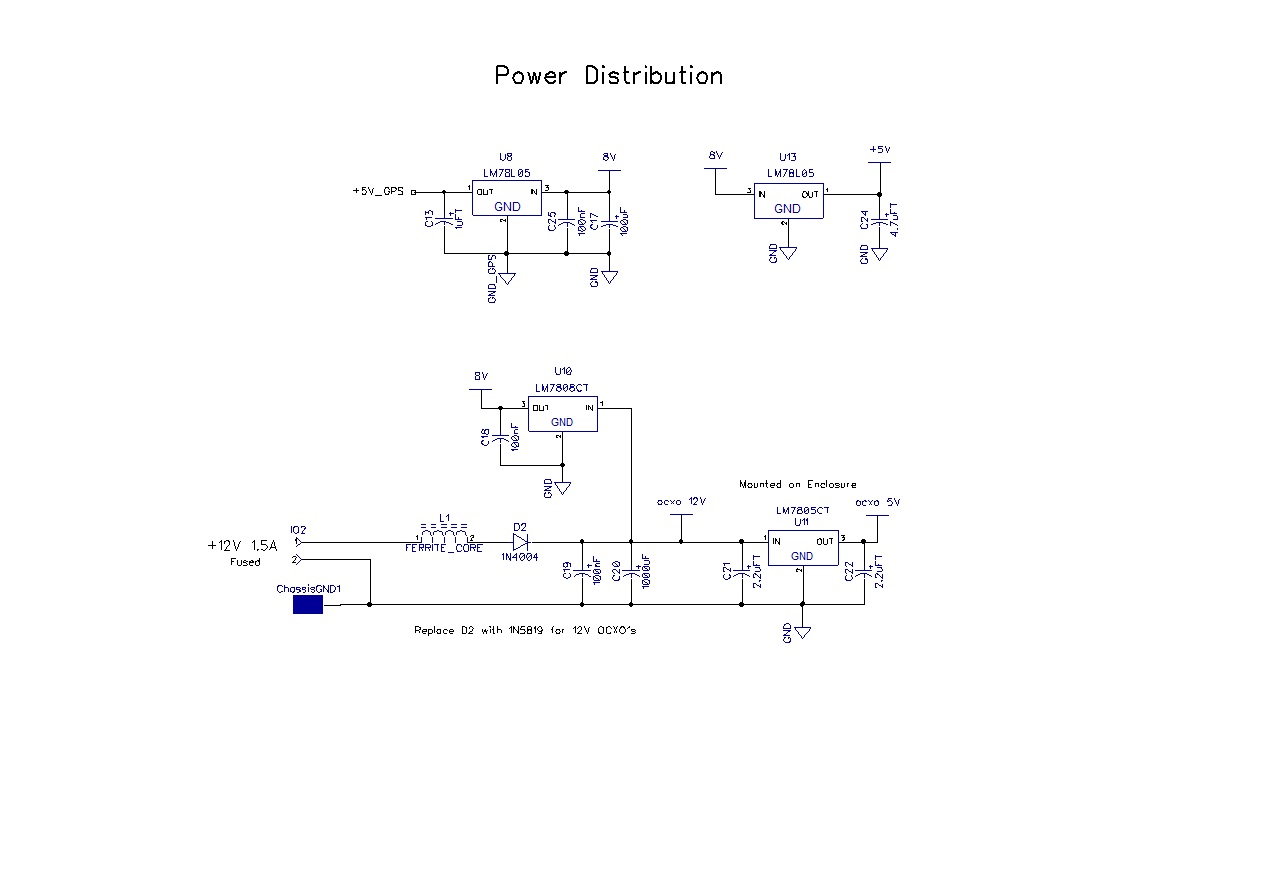 Power Distribution
U8
LM78L05
8V
+5V_GPS
1
OUT
IN
3
GND
2
C13
1uFT
+
C25
100nF
C17
100uF
+
GND_GPS
GND
8V
U13
LM78L05
+5V
3
IN
OUT
1
GND
2
C24
4.7uFT
+
GND
GND
8V
U10
LM7808CT
3
OUT
IN
1
GND
2
C18
100nF
GND
Mounted on Enclosure
ocxo 12V
ocxo 5V
LM7805CT
U11
1
IN
OUT
3
GND
2
IO2
+12V 1.5A
Fused
1
2
L1
1
2
FERRITE_CORE
D2
1N4004
C19
100nF
+
C20
1000uF
+
C21
2.2uFT
+
C22
2.2uFT
+
ChassisGND1
GND
Replace D2 with 1N5819 for 12V OCXO's